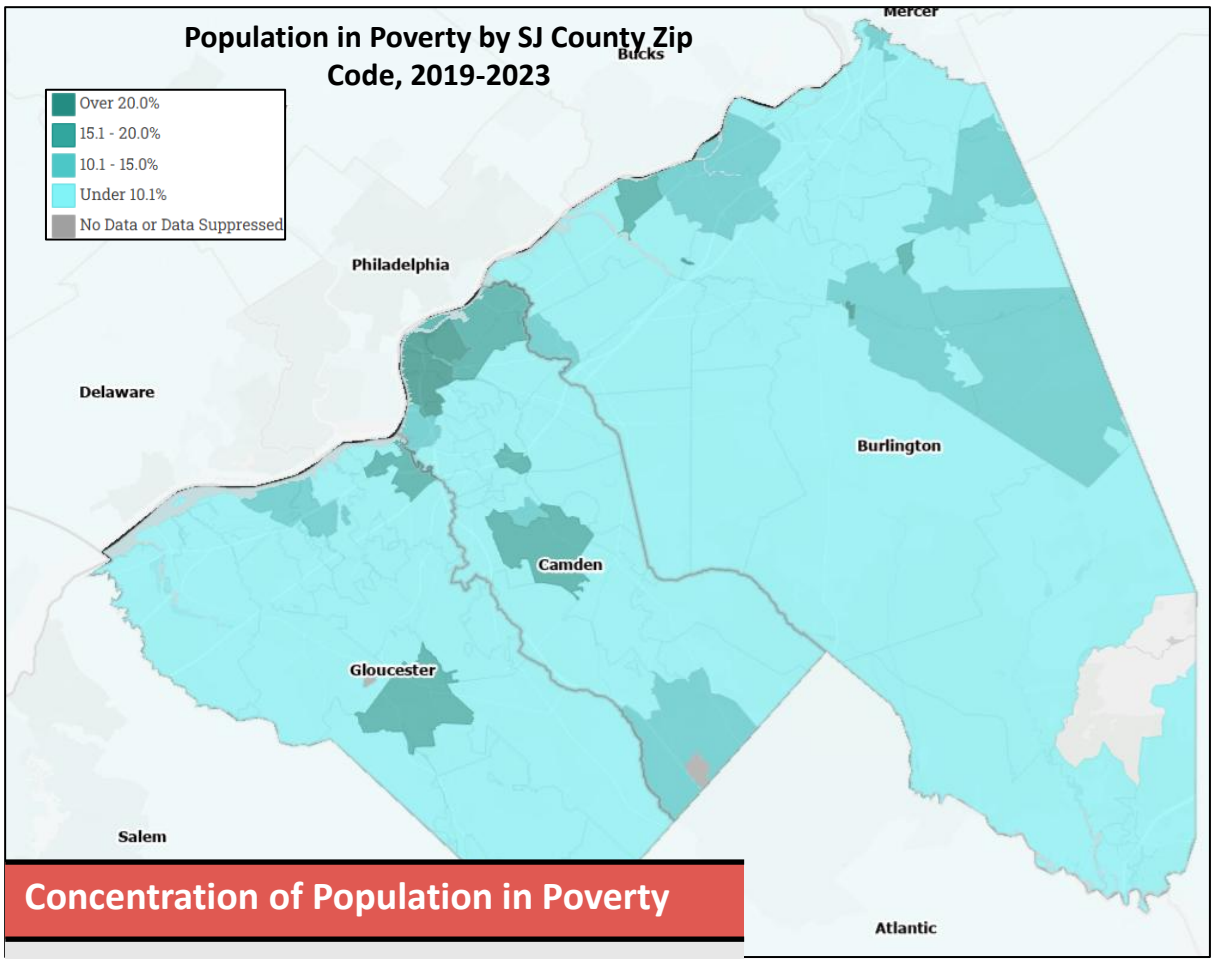 Population in Poverty by SJ County Zip
Code, 2019-2023
Mercer
Bucks
Over 20.0%
15.1 - 20.0%
10.1 - 15.0%
Under 10.1%
No Data or Data Suppressed
Philadelphia
Delaware
Burlington
Camden
Gloucester
Salem
Concentration of Population in Poverty
Atlantic